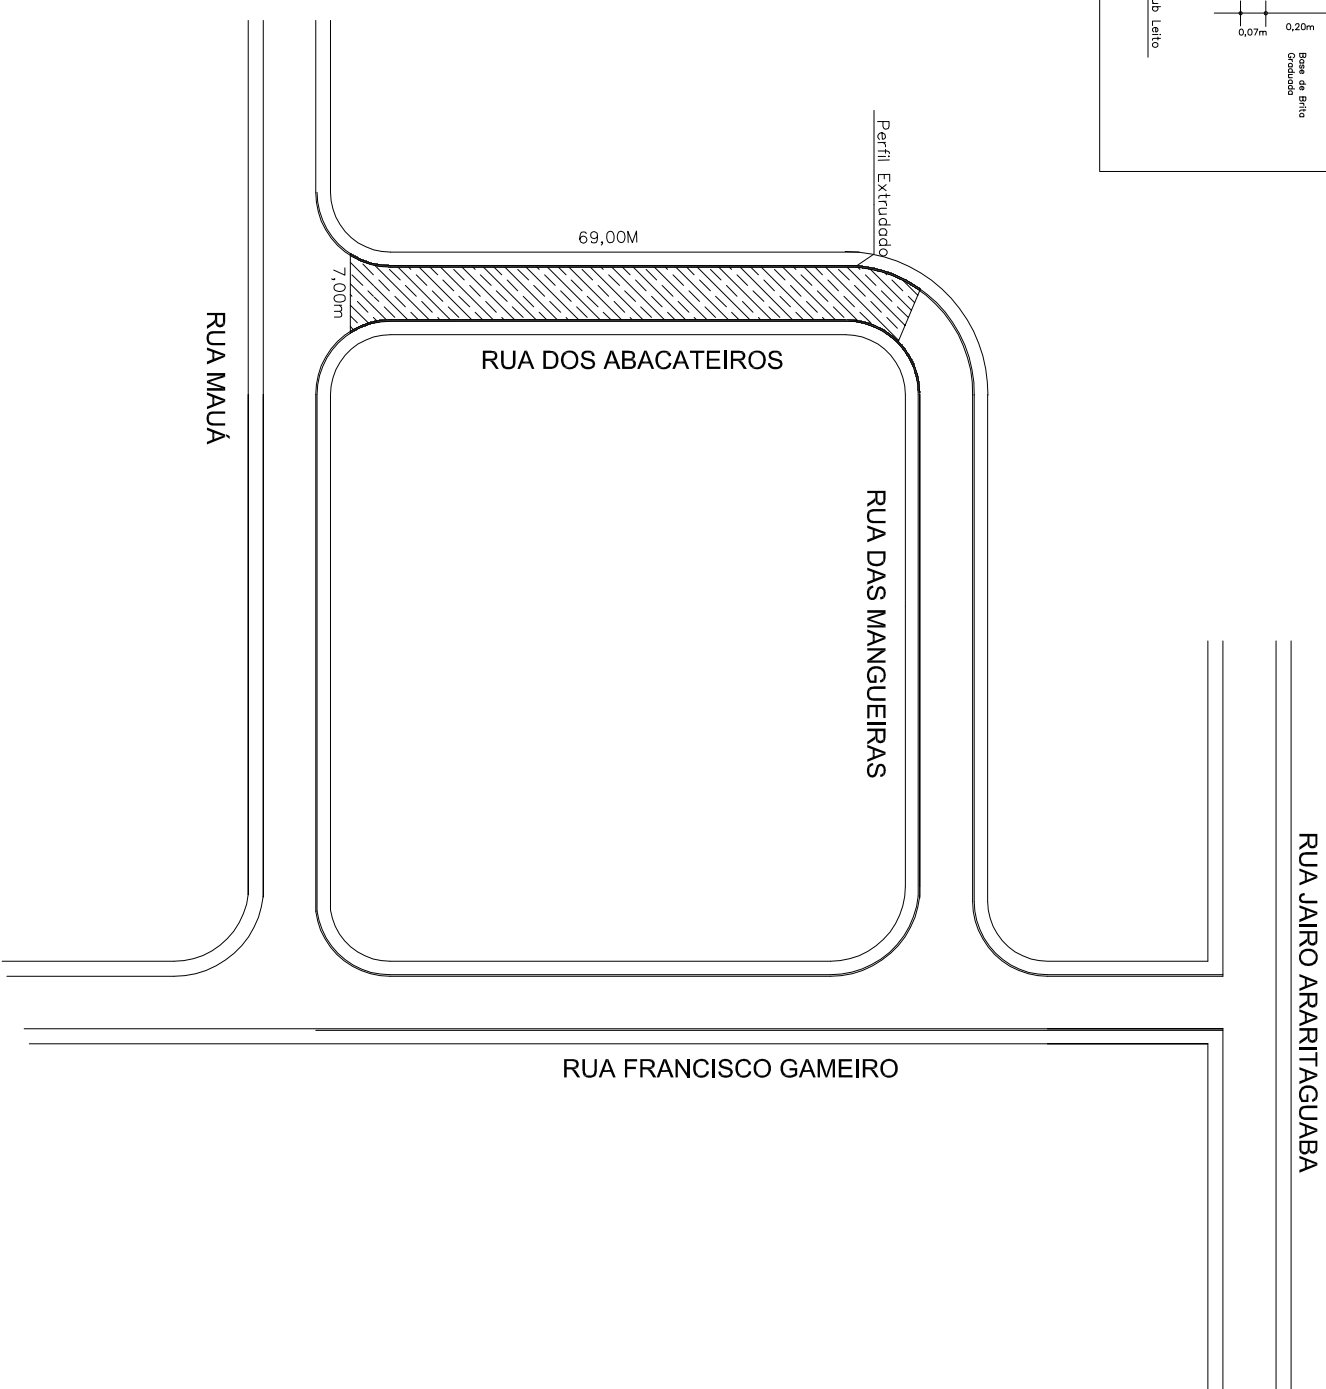 Leito
0,07m
0,20m
Base de Brita
Graduada
Perfil Extrudado
69,00M
7,00m
RUA MAUÁ
RUA DOS ABACATEIROS
RUA DAS MANGUEIRAS
RUA JAIRO ARARITAGUABA
RUA FRANCISCO GAMEIRO